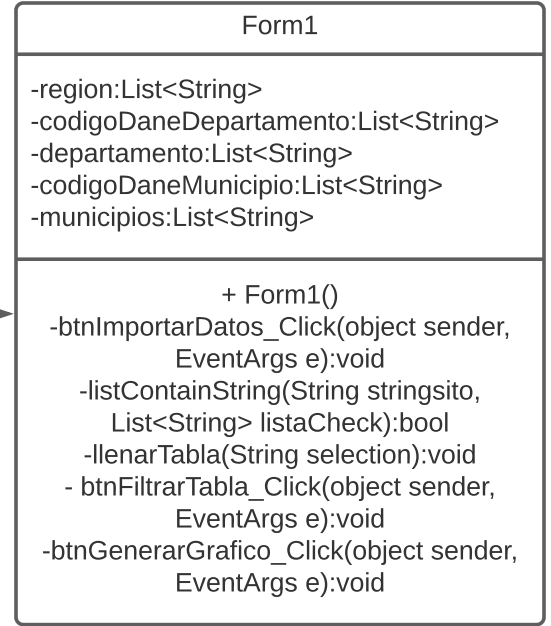 Form1
-region:List<String>
-codigoDaneDepartamento:List<String>
-departamento:List<String>
-codigoDaneMunicipio:List<String>
-municipios:List<String>
+ Form1()
-btnImportarDatos_Click(object sender,
EventArgs e):void
-listContainString(String stringsito,
List<String> listaCheck):bool
-llenarTabla(String selection):void
- btnFiltrarTabla_Click(object sender,
EventArgs e):void
-btnGenerarGrafico_Click(object sender,
EventArgs e):void